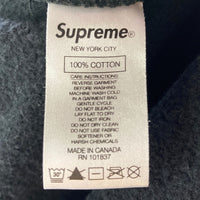 Supreme®
NEW YORK CITY
100% COTTON
CARE INSTRUCTIONS
REVERSE GARMENT
BEFORE WASHING
MACHINE WASH COLD
IN A GARMENT BAG
GENTLE CYCLE
DO NOT BLEACH
LAY FLAT TO DRY
DO NOT IRON
DO NOT DRY CLEAN
DO NOT USE FABRIC
SOFTENER OR
HARSH CHEMICALS
MADE IN CANADA
RN 101837